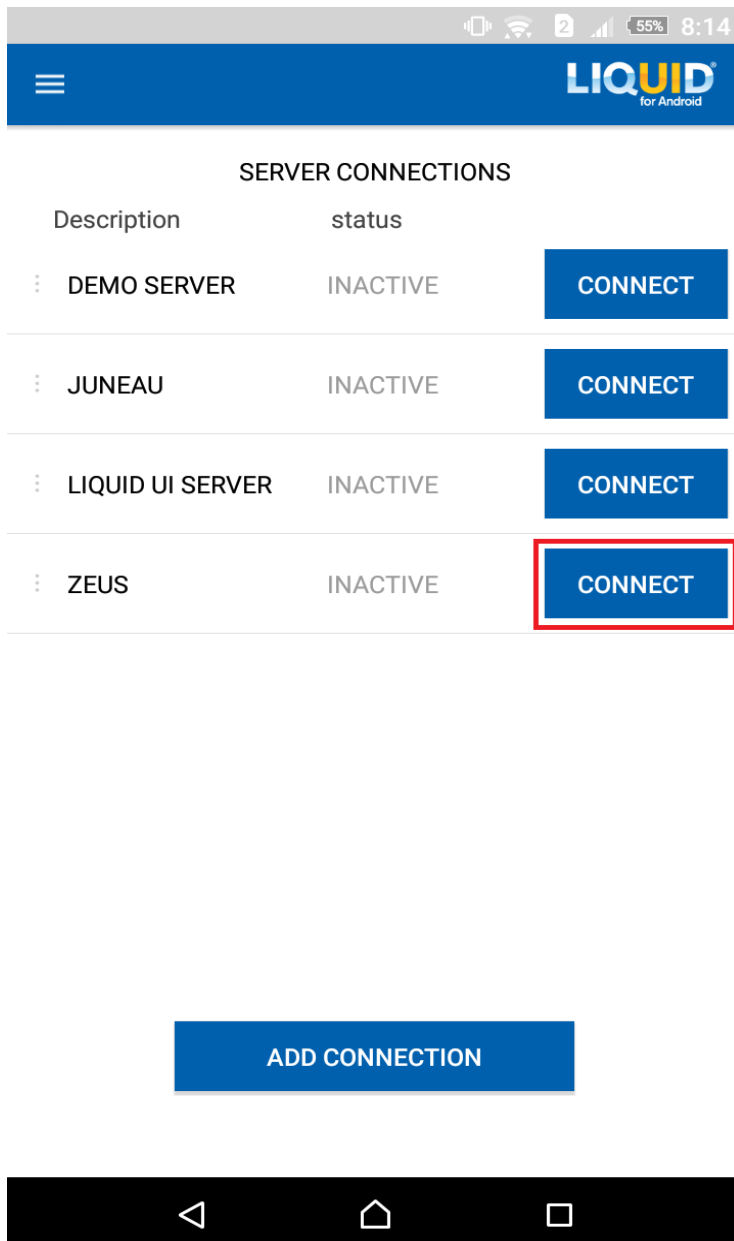 2 55% 8:14
LIQUID®
for Android
SERVER CONNECTIONS
Description status
DEMO SERVER INACTIVE CONNECT
JUNEAU INACTIVE CONNECT
LIQUID UI SERVER INACTIVE CONNECT
ZEUS INACTIVE CONNECT
ADD CONNECTION